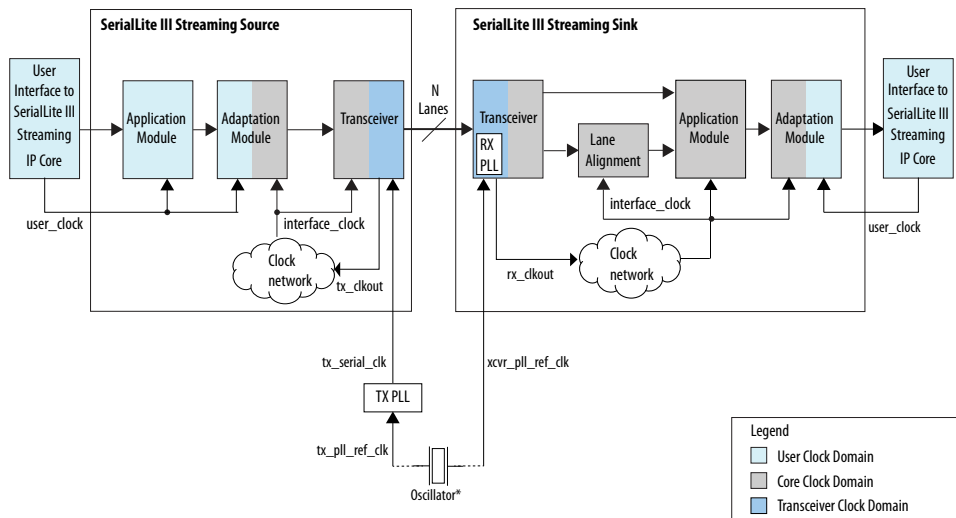 SerialLite III Streaming Source
SerialLite III Streaming Sink
User
Interface to
SerialLite III
Streaming
IP Core
Application
Module
Adaptation
Module
Transceiver
N
Lanes
Transceiver
RX
PLL
Lane
Alignment
Application
Module
Adaptation
Module
User
Interface to
SerialLite III
Streaming
IP Core
user_clock
interface_clock
Clock
network
tx_clkout
interface_clock
rx_clkout
Clock
network
user_clock
tx_serial_clk
xcvr_pll_ref_clk
TX PLL
tx_pll_ref_clk
Oscillator*
Legend
User Clock Domain
Core Clock Domain
Transceiver Clock Domain